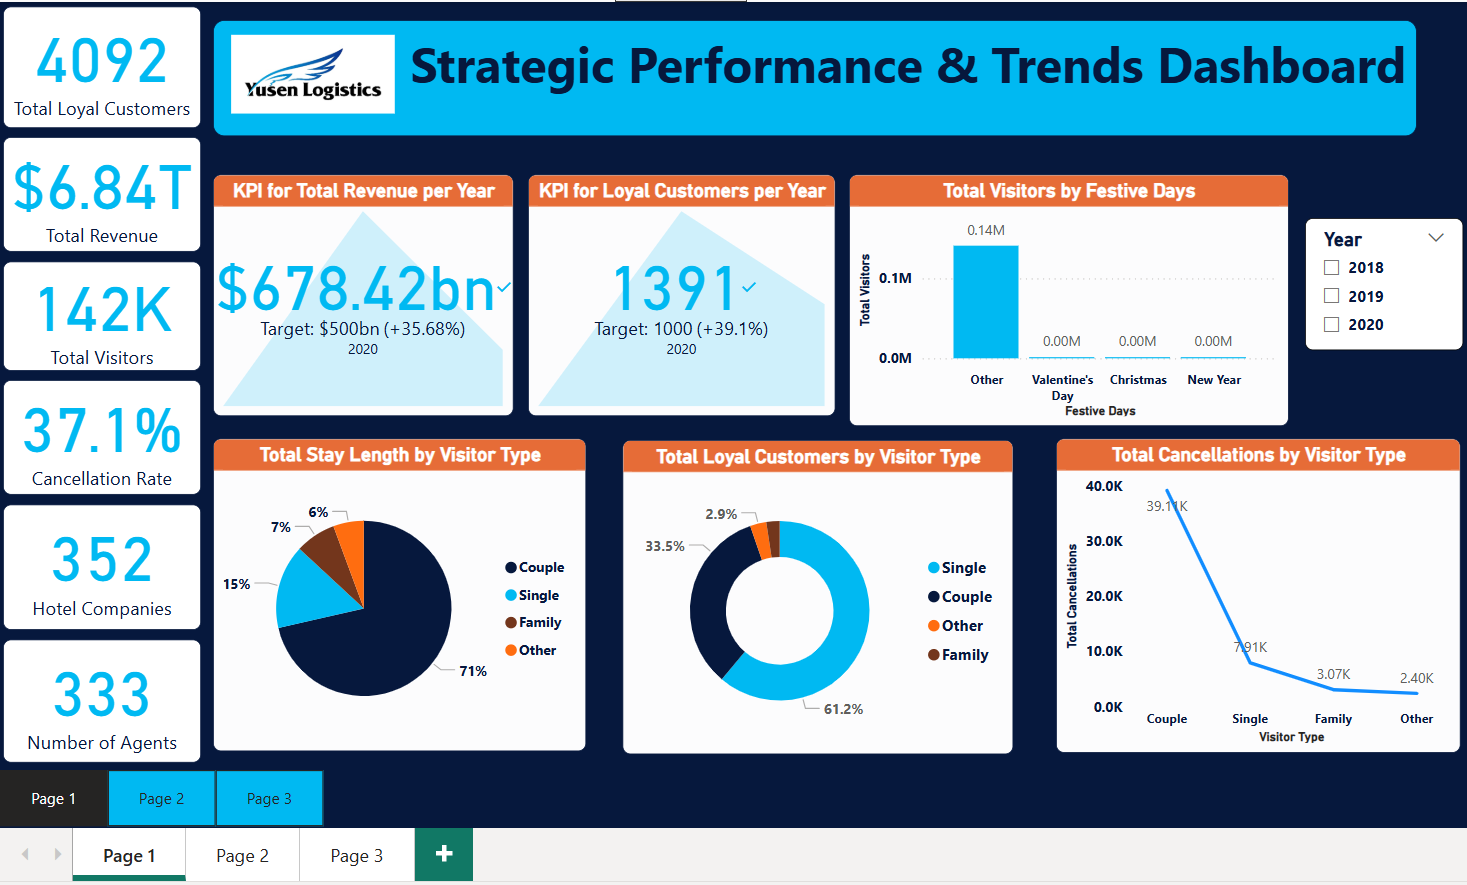 4092
Total Loyal Customers
$6.84T
Total Revenue
142K
Total Visitors
37.1%
Cancellation Rate
352
Hotel Companies
333
Number of Agents
Yusen Logistics
Strategic Performance & Trends Dashboard
KPI for Total Revenue per Year
$678.42bn
Target: $500bn (+35.68%)
2020
KPI for Loyal Customers per Year
1391
Target: 1000 (+39.1%)
2020
Total Visitors by Festive Days
Total Visitors
0.1M
0.0M
0.14M
0.00M
0.00M
0.00M
Other
Valentine's
Day
Christmas
New Year
Festive Days
Year
2018
2019
2020
Total Stay Length by Visitor Type
6%
7%
15%
71%
Couple
Single
Family
Other
Total Loyal Customers by Visitor Type
2.9%
33.5%
61.2%
Single
Couple
Other
Family
Total Cancellations by Visitor Type
Total Cancellations
40.0K
30.0K
20.0K
10.0K
0.0K
39.11K
7.91K
3.07K
2.40K
Couple
Single
Family
Other
Visitor Type
Page 1
Page 2
Page 3
Page 1
Page 2
Page 3